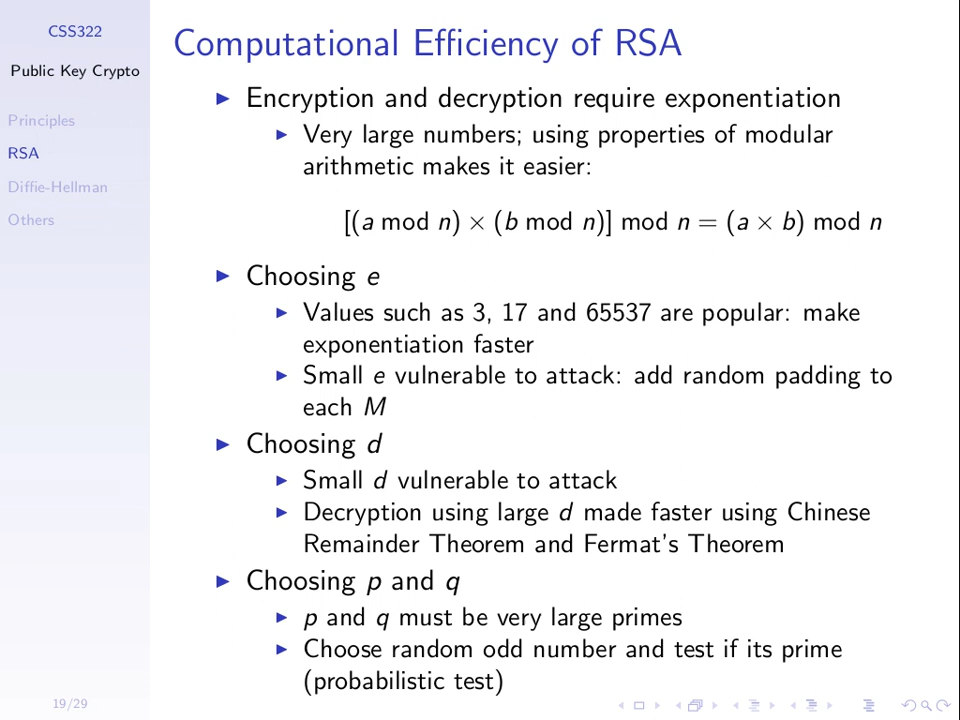 CSS322
Public Key Crypto
Principles
RSA
Diffie-Hellman
Others
19/29
Computational Efficiency of RSA
Encryption and decryption require exponentiation
Very large numbers; using properties of modular
arithmetic makes it easier:
[(a mod n) × (b mod n)] mod n = (a × b) mod n
Choosing e
Values such as 3, 17 and 65537 are popular: make
exponentiation faster
Small e vulnerable to attack: add random padding to
each M
Choosing d
Small d vulnerable to attack
Decryption using large d made faster using Chinese
Remainder Theorem and Fermat's Theorem
Choosing p and q
p and q must be very large primes
Choose random odd number and test if its prime
(probabilistic test)